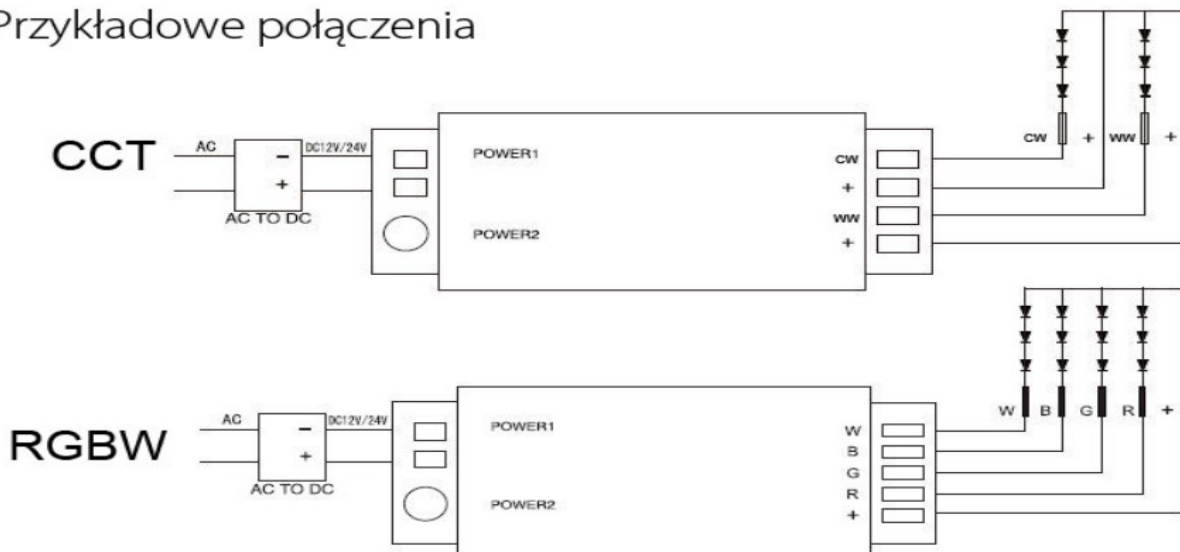 Przykładowe połączenia
CCT
AC
DC12V/24V
-
+
AC TO DC
POWER1
POWER2
CW
+
WW
+
CW + WW +
RGBW
AC
DC12V/24V
-
+
AC TO DC
POWER1
POWER2
W
B
G
R
+
W B G R +